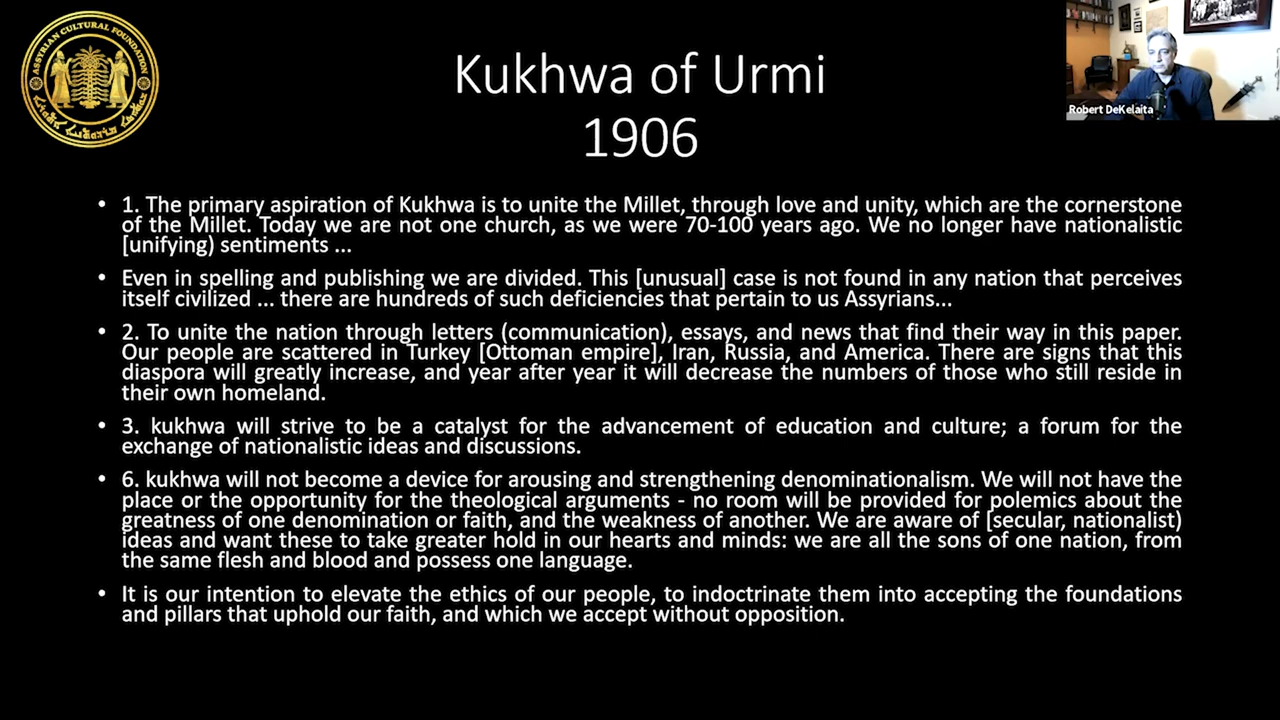 ASSYRIAN CULTURAL FOUNDATION
Kukhwa of Urmi
1906
Robert DeKelaita
• 1. The primary aspiration of Kukhwa is to unite the Millet, through love and unity, which are the cornerstone
of the Millet. Today we are not one church, as we were 70-100 years ago. We no longer have nationalistic
[unifying) sentiments ...
• Even in spelling and publishing we are divided. This [unusual] case is not found in any nation that perceives
itself civilized ... there are hundreds of such deficiencies that pertain to us Assyrians...
• 2. To unite the nation through letters (communication), essays, and news that find their way in this paper.
Our people are scattered in Turkey [Ottoman empire], Iran, Russia, and America. There are signs that this
diaspora will greatly increase, and year after year it will decrease the numbers of those who still reside in
their own homeland.
• 3. kukhwa will strive to be a catalyst for the advancement of education and culture; a forum for the
exchange of nationalistic ideas and discussions.
• 6. kukhwa will not become a device for arousing and strengthening denominationalism. We will not have the
place or the opportunity for the theological arguments - no room will be provided for polemics about the
greatness of one denomination or faith, and the weakness of another. We are aware of [secular, nationalist)
ideas and want these to take greater hold in our hearts and minds: we are all the sons of one nation, from
the same flesh and blood and possess one language.
• It is our intention to elevate the ethics of our people, to indoctrinate them into accepting the foundations
and pillars that uphold our faith, and which we accept without opposition.